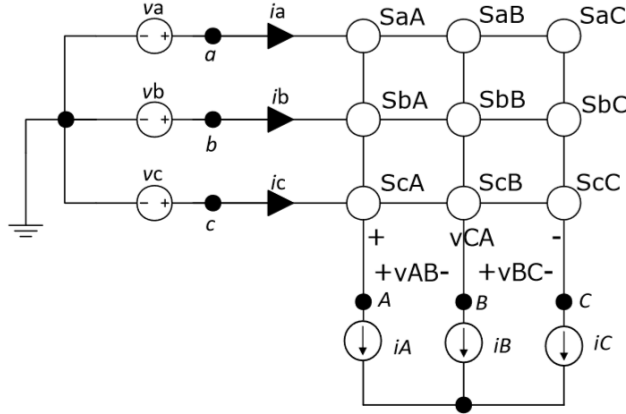 va ia SaA SaB SaC
- +
a
vb ib SbA SbB SbC
- +
b
vc ic ScA ScB ScC
- +
c
+ vCA -
+vAB- +vBC-
A B C
iA iB iC